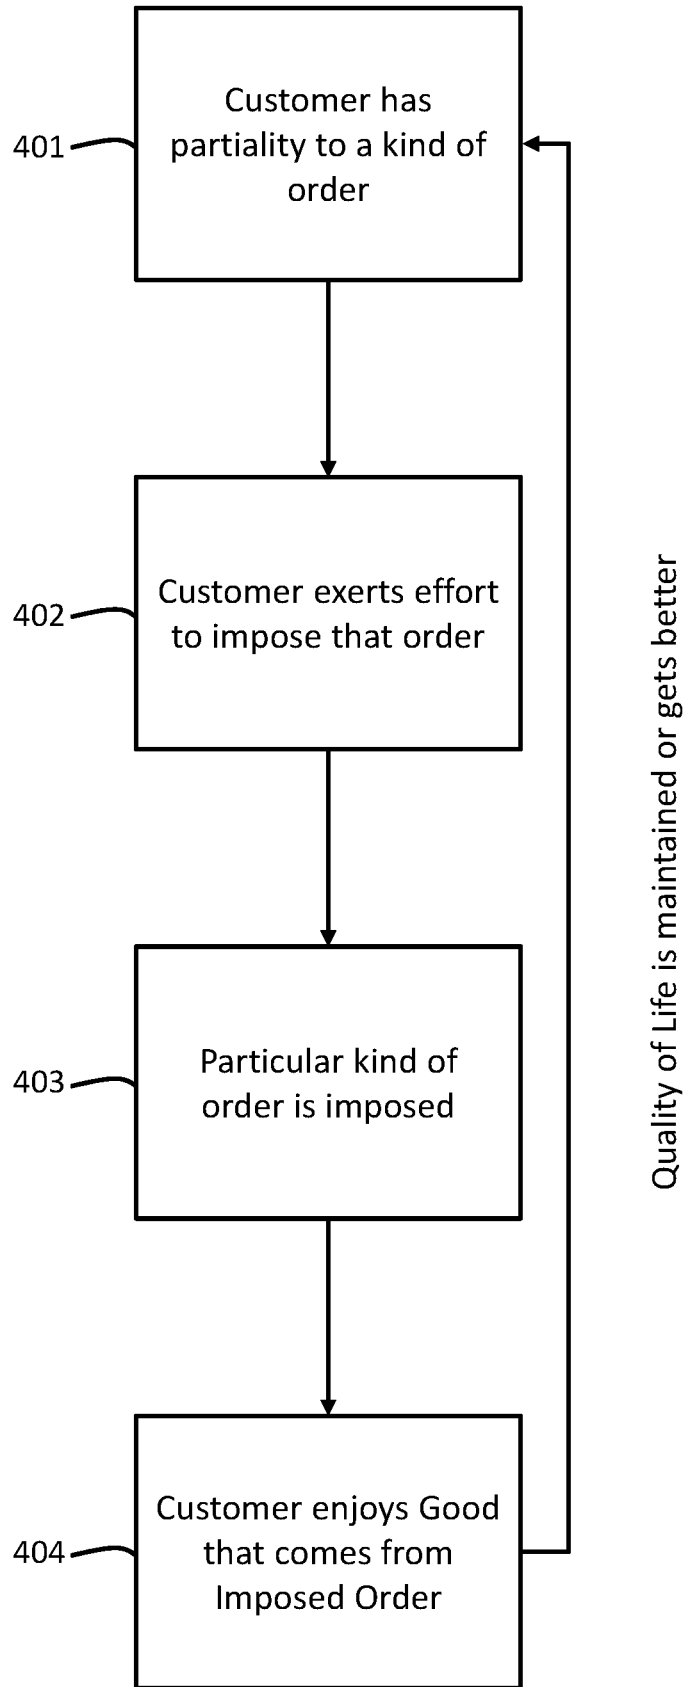 401
Customer has
partiality to a kind of
order
402
Customer exerts effort
to impose that order
403
Particular kind of
order is imposed
404
Customer enjoys Good
that comes from
Imposed Order
Quality of Life is maintained or gets better